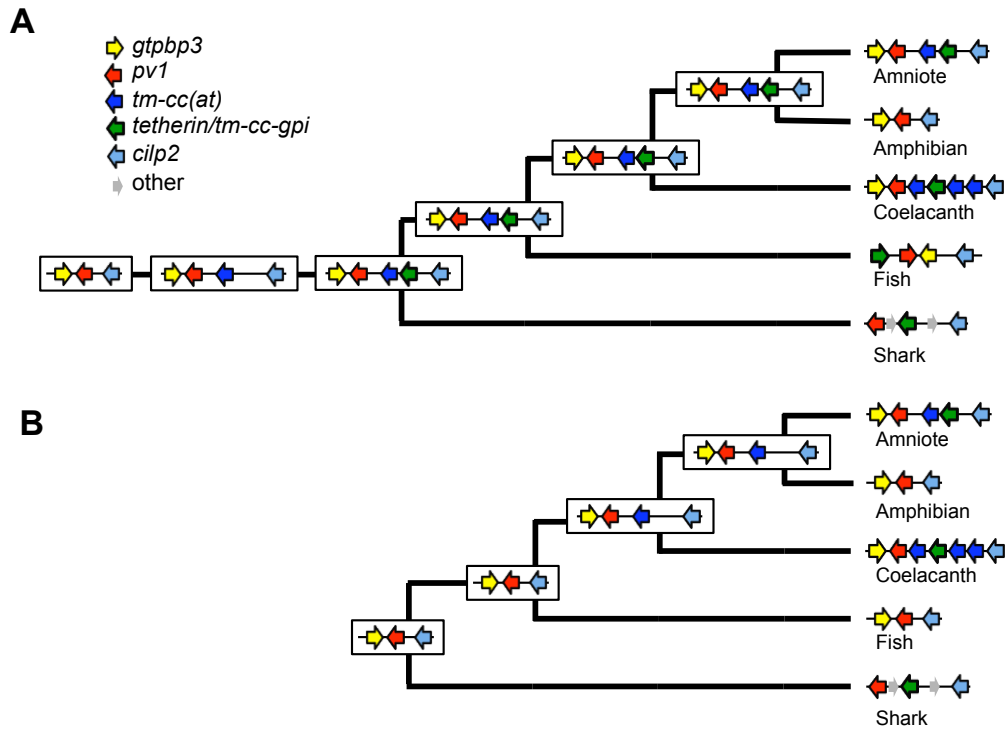 A
gtpbp3
pv1
tm-cc(at)
tetherin/tm-cc-gpi
cilp2
other
Amniote
Amphibian
Coelacanth
Fish
Shark
B
Amniote
Amphibian
Coelacanth
Fish
Shark